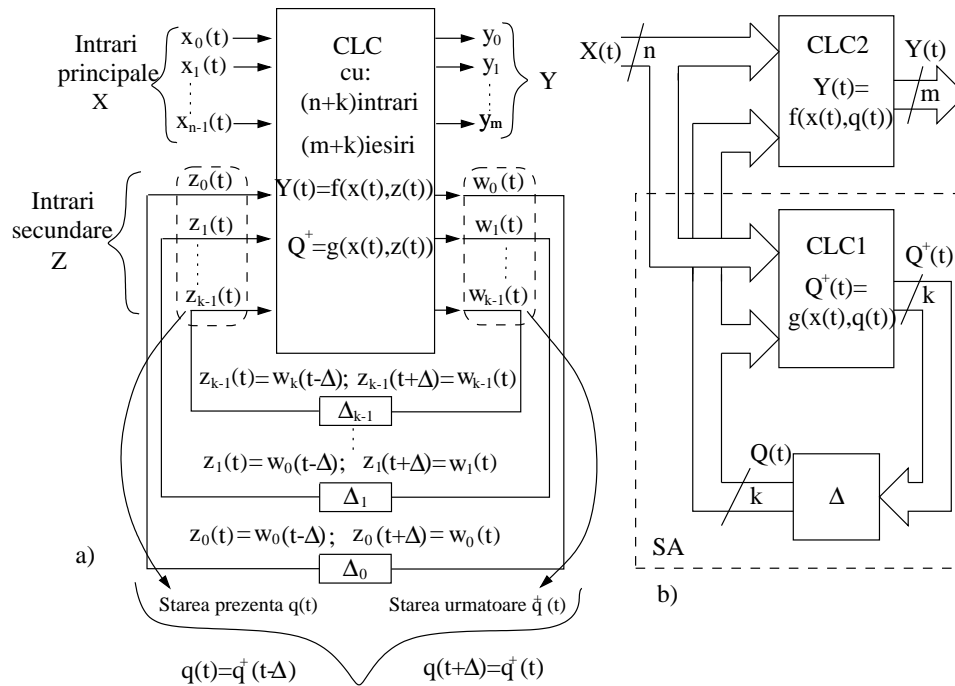 Intrari
principale
X
x₀(t)
x₁(t)
xₙ₋₁(t)
CLC
cu:
(n+k)intrari
(m+k)iesiri
Y(t)=f(x(t),z(t))
Q⁺=g(x(t),z(t))
y₀
y₁
yₘ
Y
Intrari
secundare
Z
z₀(t)
z₁(t)
zₖ₋₁(t)
w₀(t)
w₁(t)
wₖ₋₁(t)
zₖ₋₁(t)=wₖ(t-Δ); zₖ₋₁(t+Δ)=wₖ₋₁(t)
Δₖ₋₁
z₁(t)=w₀(t-Δ); z₁(t+Δ)=w₁(t)
Δ₁
z₀(t)=w₀(t-Δ); z₀(t+Δ)=w₀(t)
Δ₀
a)
Starea prezenta q(t)
Starea urmatoare q⁺(t)
q(t)=q⁺(t-Δ)
q(t+Δ)=q⁺(t)
X(t)
n
CLC2
Y(t)=
f(x(t),q(t))
Y(t)
m
CLC1
Q⁺(t)=
g(x(t),q(t))
Q⁺(t)
k
Q(t)
k
Δ
SA
b)